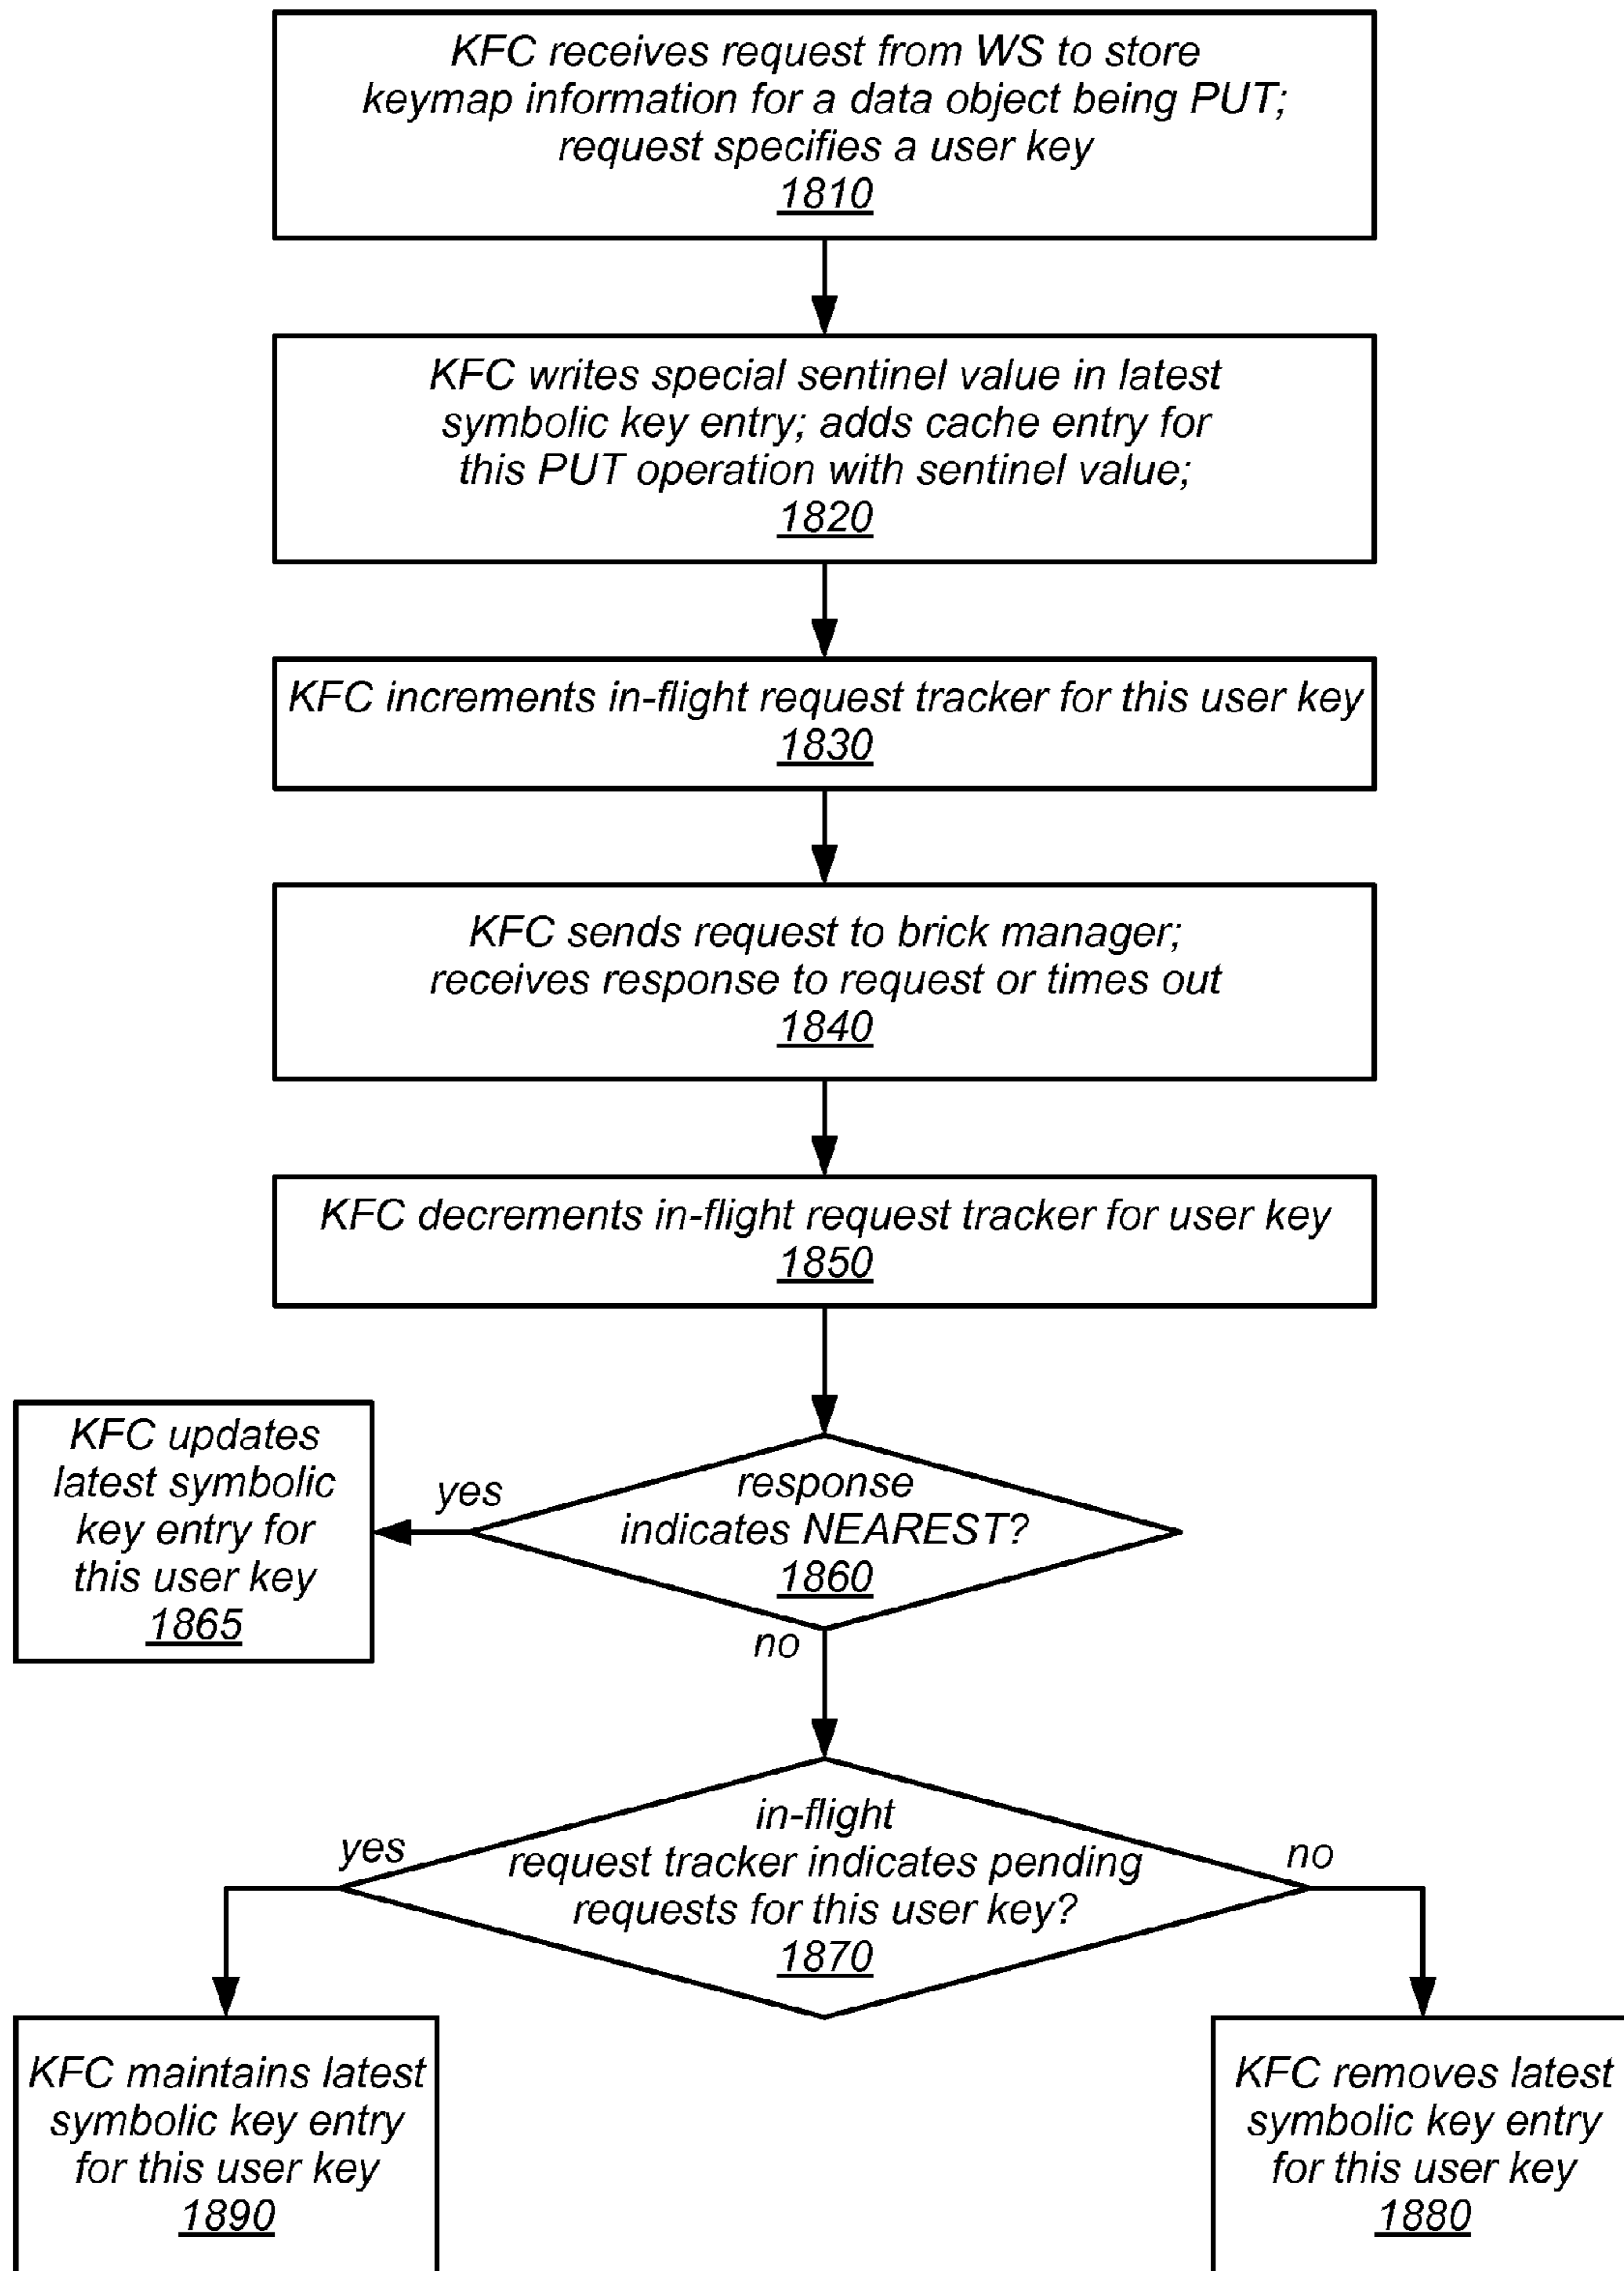 KFC receives request from WS to store
keymap information for a data object being PUT;
request specifies a user key
1810
KFC writes special sentinel value in latest
symbolic key entry; adds cache entry for
this PUT operation with sentinel value;
1820
KFC increments in-flight request tracker for this user key
1830
KFC sends request to brick manager;
receives response to request or times out
1840
KFC decrements in-flight request tracker for user key
1850
response
indicates NEAREST?
1860
yes
KFC updates
latest symbolic
key entry for
this user key
1865
no
in-flight
request tracker indicates pending
requests for this user key?
1870
yes
no
KFC maintains latest
symbolic key entry
for this user key
1890
KFC removes latest
symbolic key entry
for this user key
1880